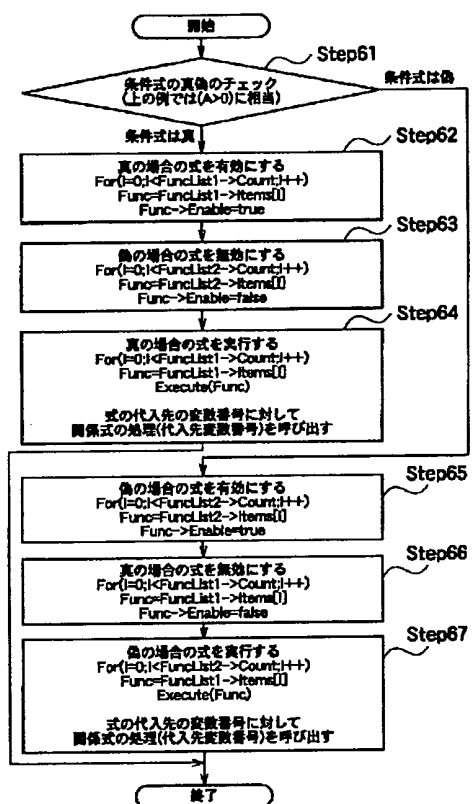 開始
Step61
条件式の真偽のチェック
(上の例では(A>0)に相当)
条件式は偽
条件式は真
Step62
真の場合の式を有効にする
For(I=0;I<FuncList1->Count;I++)
Func=FuncList1->Items[I]
Func->Enable=true
Step63
偽の場合の式を無効にする
For(I=0;I<FuncList2->Count;I++)
Func=FuncList2->Items[I]
Func->Enable=false
Step64
真の場合の式を実行する
For(I=0;I<FuncList1->Count;I++)
Func=FuncList1->Items[I]
Execute(Func)
式の代入先の変数番号に対して
関係式の処理(代入先変数番号)を呼び出す
Step65
偽の場合の式を有効にする
For(I=0;I<FuncList2->Count;I++)
Func=FuncList2->Items[I]
Func->Enable=true
Step66
真の場合の式を無効にする
For(I=0;I<FuncList1->Count;I++)
Func=FuncList1->Items[I]
Func->Enable=false
Step67
偽の場合の式を実行する
For(I=0;I<FuncList2->Count;I++)
Func=FuncList1->Items[I]
Execute(Func)
式の代入先の変数番号に対して
関係式の処理(代入先変数番号)を呼び出す
終了